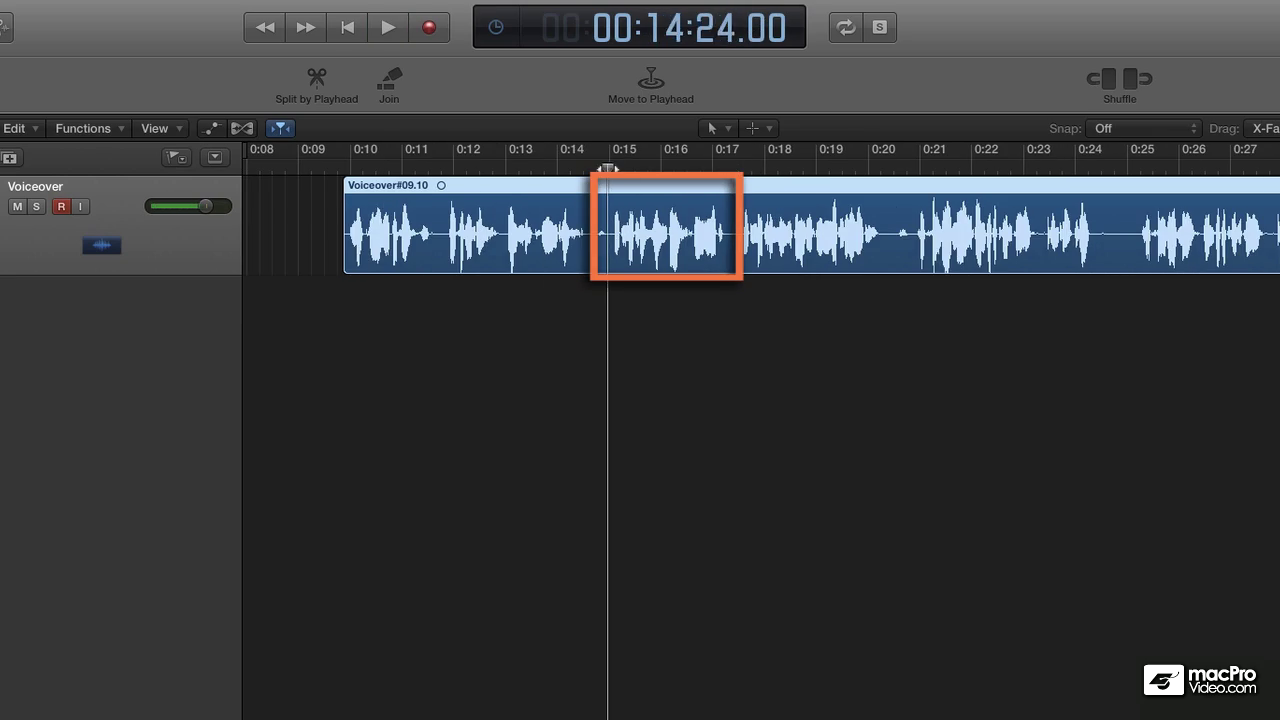 00:14:24.00
S
Split by Playhead
Join
Move to Playhead
Shuffle
Edit
Functions
View
Snap: Off
Drag: X-Fa
0:08 0:09 0:10 0:11 0:12 0:13 0:14 0:15 0:16 0:17 0:18 0:19 0:20 0:21 0:22 0:23 0:24 0:25 0:26 0:27
Voiceover
M S R I
Voiceover#09.10
macPro
Video.com